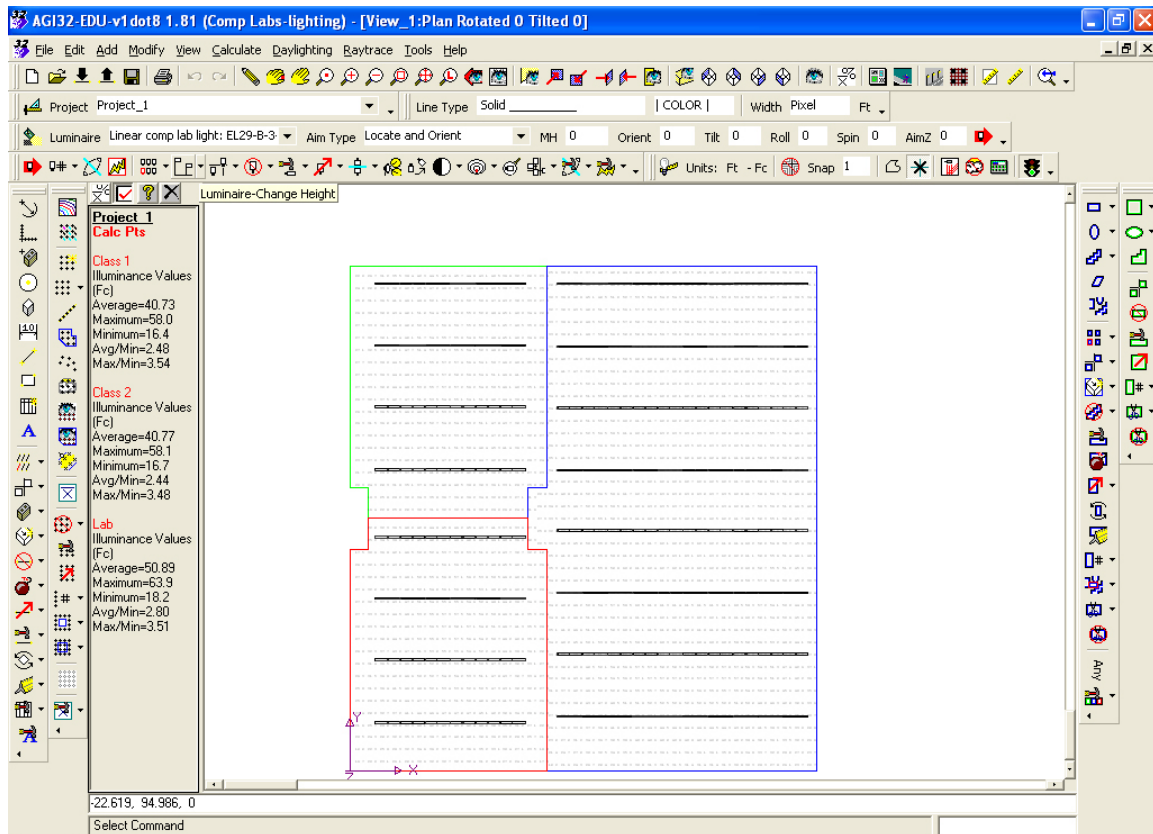 AGI32-EDU-v1dot8 1.81 (Comp Labs-lighting) - [View_1:Plan Rotated 0 Tilted 0]
File Edit Add Modify View Calculate Daylighting Raytrace Tools Help
Project Project_1 Line Type Solid __________ | COLOR | Width Pixel Ft
Luminaire Linear comp lab light: EL29-B-3- Aim Type Locate and Orient MH 0 Orient 0 Tilt 0 Roll 0 Spin 0 AimZ 0
Units: Ft - Fc Snap 1
Luminaire-Change Height
Project_1
Calc Pts
Class 1
Illuminance Values
(Fc)
Average=40.73
Maximum=58.0
Minimum=16.4
Avg/Min=2.48
Max/Min=3.54
Class 2
Illuminance Values
(Fc)
Average=40.77
Maximum=58.1
Minimum=16.7
Avg/Min=2.44
Max/Min=3.48
Lab
Illuminance Values
(Fc)
Average=50.89
Maximum=63.9
Minimum=18.2
Avg/Min=2.80
Max/Min=3.51
Y
X
Any
-22.619, 94.986, 0
Select Command